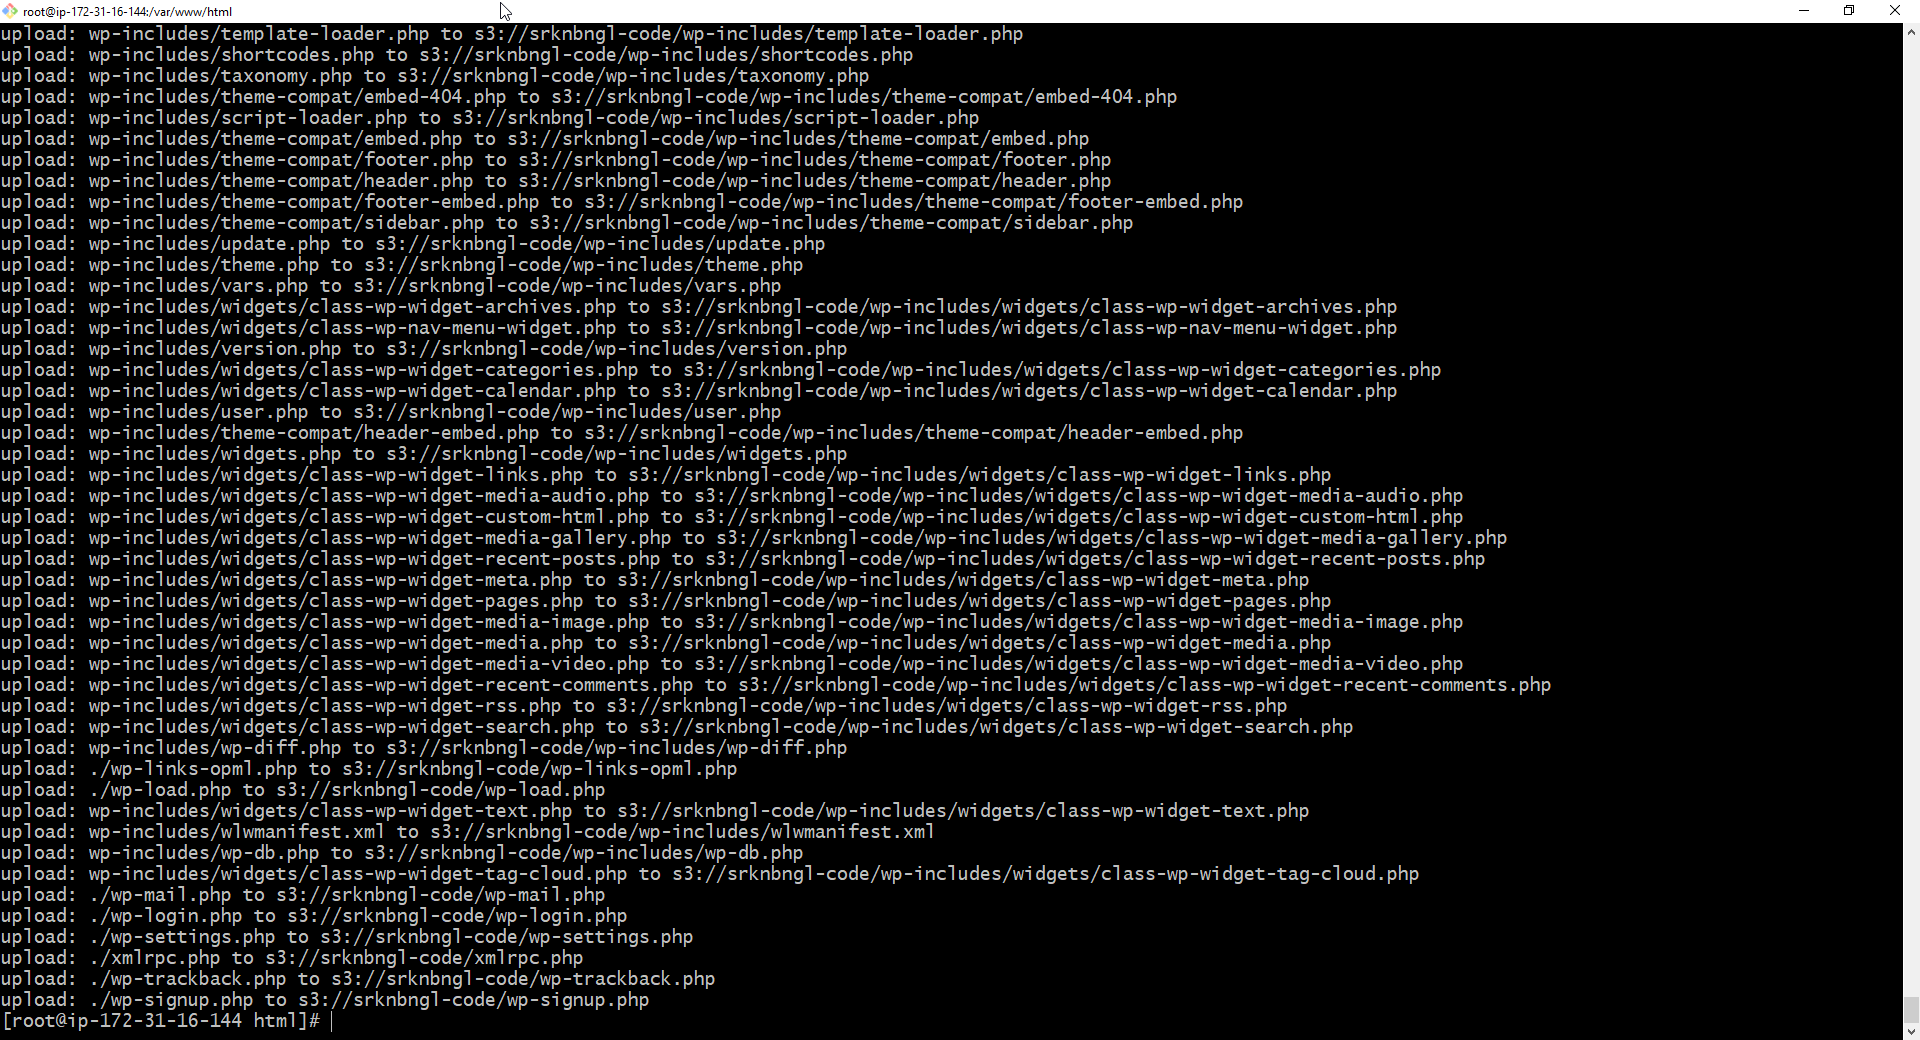 root@ip-172-31-16-144:/var/www/html
upload: wp-includes/template-loader.php to s3://srknbngl-code/wp-includes/template-loader.php
upload: wp-includes/shortcodes.php to s3://srknbngl-code/wp-includes/shortcodes.php
upload: wp-includes/taxonomy.php to s3://srknbngl-code/wp-includes/taxonomy.php
upload: wp-includes/theme-compat/embed-404.php to s3://srknbngl-code/wp-includes/theme-compat/embed-404.php
upload: wp-includes/script-loader.php to s3://srknbngl-code/wp-includes/script-loader.php
upload: wp-includes/theme-compat/embed.php to s3://srknbngl-code/wp-includes/theme-compat/embed.php
upload: wp-includes/theme-compat/footer.php to s3://srknbngl-code/wp-includes/theme-compat/footer.php
upload: wp-includes/theme-compat/header.php to s3://srknbngl-code/wp-includes/theme-compat/header.php
upload: wp-includes/theme-compat/footer-embed.php to s3://srknbngl-code/wp-includes/theme-compat/footer-embed.php
upload: wp-includes/theme-compat/sidebar.php to s3://srknbngl-code/wp-includes/theme-compat/sidebar.php
upload: wp-includes/update.php to s3://srknbngl-code/wp-includes/update.php
upload: wp-includes/theme.php to s3://srknbngl-code/wp-includes/theme.php
upload: wp-includes/vars.php to s3://srknbngl-code/wp-includes/vars.php
upload: wp-includes/widgets/class-wp-widget-archives.php to s3://srknbngl-code/wp-includes/widgets/class-wp-widget-archives.php
upload: wp-includes/widgets/class-wp-nav-menu-widget.php to s3://srknbngl-code/wp-includes/widgets/class-wp-nav-menu-widget.php
upload: wp-includes/version.php to s3://srknbngl-code/wp-includes/version.php
upload: wp-includes/widgets/class-wp-widget-categories.php to s3://srknbngl-code/wp-includes/widgets/class-wp-widget-categories.php
upload: wp-includes/widgets/class-wp-widget-calendar.php to s3://srknbngl-code/wp-includes/widgets/class-wp-widget-calendar.php
upload: wp-includes/user.php to s3://srknbngl-code/wp-includes/user.php
upload: wp-includes/theme-compat/header-embed.php to s3://srknbngl-code/wp-includes/theme-compat/header-embed.php
upload: wp-includes/widgets.php to s3://srknbngl-code/wp-includes/widgets.php
upload: wp-includes/widgets/class-wp-widget-links.php to s3://srknbngl-code/wp-includes/widgets/class-wp-widget-links.php
upload: wp-includes/widgets/class-wp-widget-media-audio.php to s3://srknbngl-code/wp-includes/widgets/class-wp-widget-media-audio.php
upload: wp-includes/widgets/class-wp-widget-custom-html.php to s3://srknbngl-code/wp-includes/widgets/class-wp-widget-custom-html.php
upload: wp-includes/widgets/class-wp-widget-media-gallery.php to s3://srknbngl-code/wp-includes/widgets/class-wp-widget-media-gallery.php
upload: wp-includes/widgets/class-wp-widget-recent-posts.php to s3://srknbngl-code/wp-includes/widgets/class-wp-widget-recent-posts.php
upload: wp-includes/widgets/class-wp-widget-meta.php to s3://srknbngl-code/wp-includes/widgets/class-wp-widget-meta.php
upload: wp-includes/widgets/class-wp-widget-pages.php to s3://srknbngl-code/wp-includes/widgets/class-wp-widget-pages.php
upload: wp-includes/widgets/class-wp-widget-media-image.php to s3://srknbngl-code/wp-includes/widgets/class-wp-widget-media-image.php
upload: wp-includes/widgets/class-wp-widget-media.php to s3://srknbngl-code/wp-includes/widgets/class-wp-widget-media.php
upload: wp-includes/widgets/class-wp-widget-media-video.php to s3://srknbngl-code/wp-includes/widgets/class-wp-widget-media-video.php
upload: wp-includes/widgets/class-wp-widget-recent-comments.php to s3://srknbngl-code/wp-includes/widgets/class-wp-widget-recent-comments.php
upload: wp-includes/widgets/class-wp-widget-rss.php to s3://srknbngl-code/wp-includes/widgets/class-wp-widget-rss.php
upload: wp-includes/widgets/class-wp-widget-search.php to s3://srknbngl-code/wp-includes/widgets/class-wp-widget-search.php
upload: wp-includes/wp-diff.php to s3://srknbngl-code/wp-includes/wp-diff.php
upload: ./wp-links-opml.php to s3://srknbngl-code/wp-links-opml.php
upload: ./wp-load.php to s3://srknbngl-code/wp-load.php
upload: wp-includes/widgets/class-wp-widget-text.php to s3://srknbngl-code/wp-includes/widgets/class-wp-widget-text.php
upload: wp-includes/wlwmanifest.xml to s3://srknbngl-code/wp-includes/wlwmanifest.xml
upload: wp-includes/wp-db.php to s3://srknbngl-code/wp-includes/wp-db.php
upload: wp-includes/widgets/class-wp-widget-tag-cloud.php to s3://srknbngl-code/wp-includes/widgets/class-wp-widget-tag-cloud.php
upload: ./wp-mail.php to s3://srknbngl-code/wp-mail.php
upload: ./wp-login.php to s3://srknbngl-code/wp-login.php
upload: ./wp-settings.php to s3://srknbngl-code/wp-settings.php
upload: ./xmlrpc.php to s3://srknbngl-code/xmlrpc.php
upload: ./wp-trackback.php to s3://srknbngl-code/wp-trackback.php
upload: ./wp-signup.php to s3://srknbngl-code/wp-signup.php
[root@ip-172-31-16-144 html]#